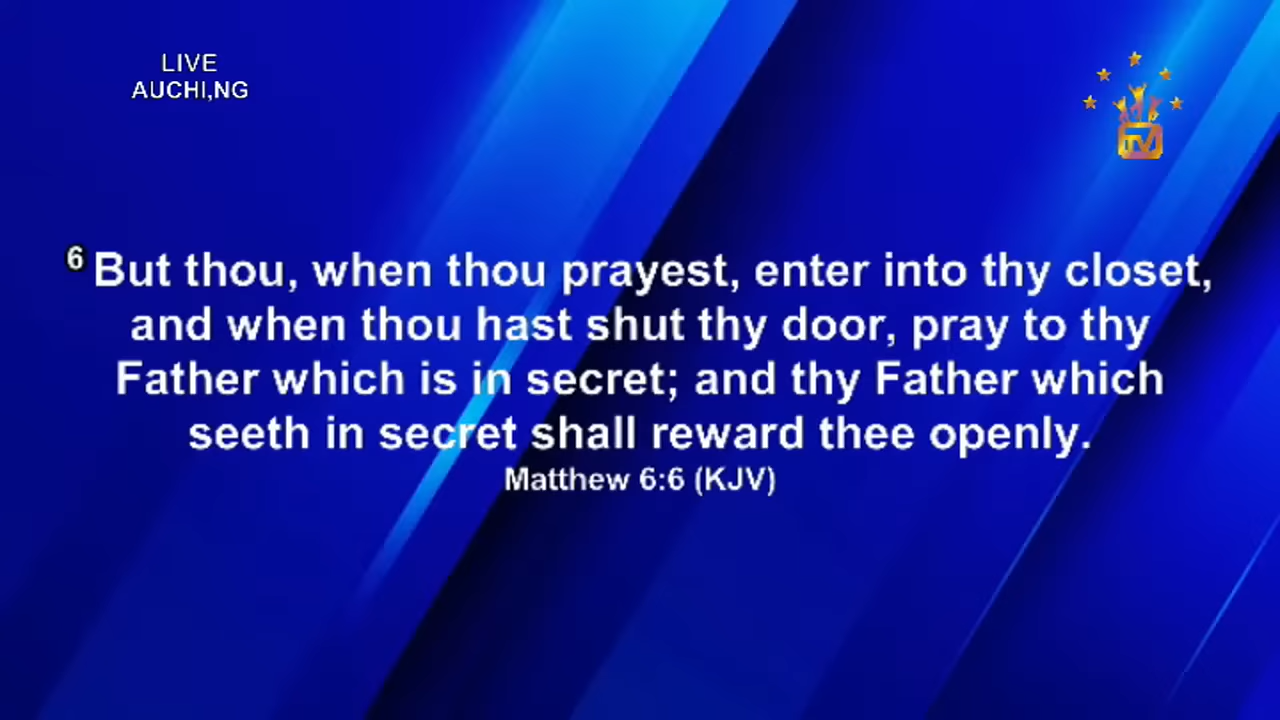 LIVE
AUCHI,NG
TV
6 But thou, when thou prayest, enter into thy closet,
and when thou hast shut thy door, pray to thy
Father which is in secret; and thy Father which
seeth in secret shall reward thee openly.
Matthew 6:6 (KJV)